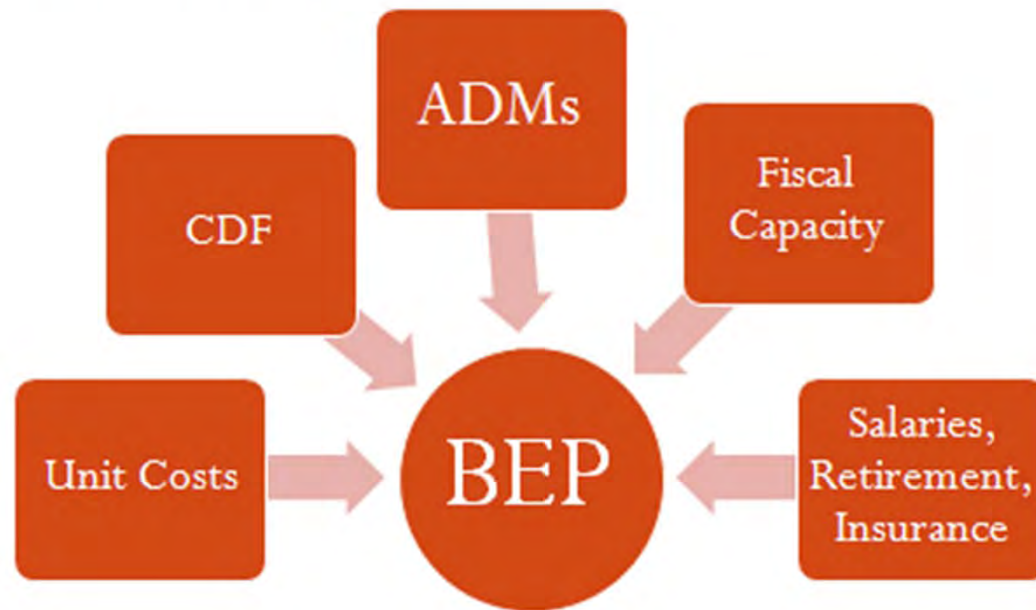 ADMs
CDF
Fiscal
Capacity
Unit Costs
BEP
Salaries,
Retirement,
Insurance